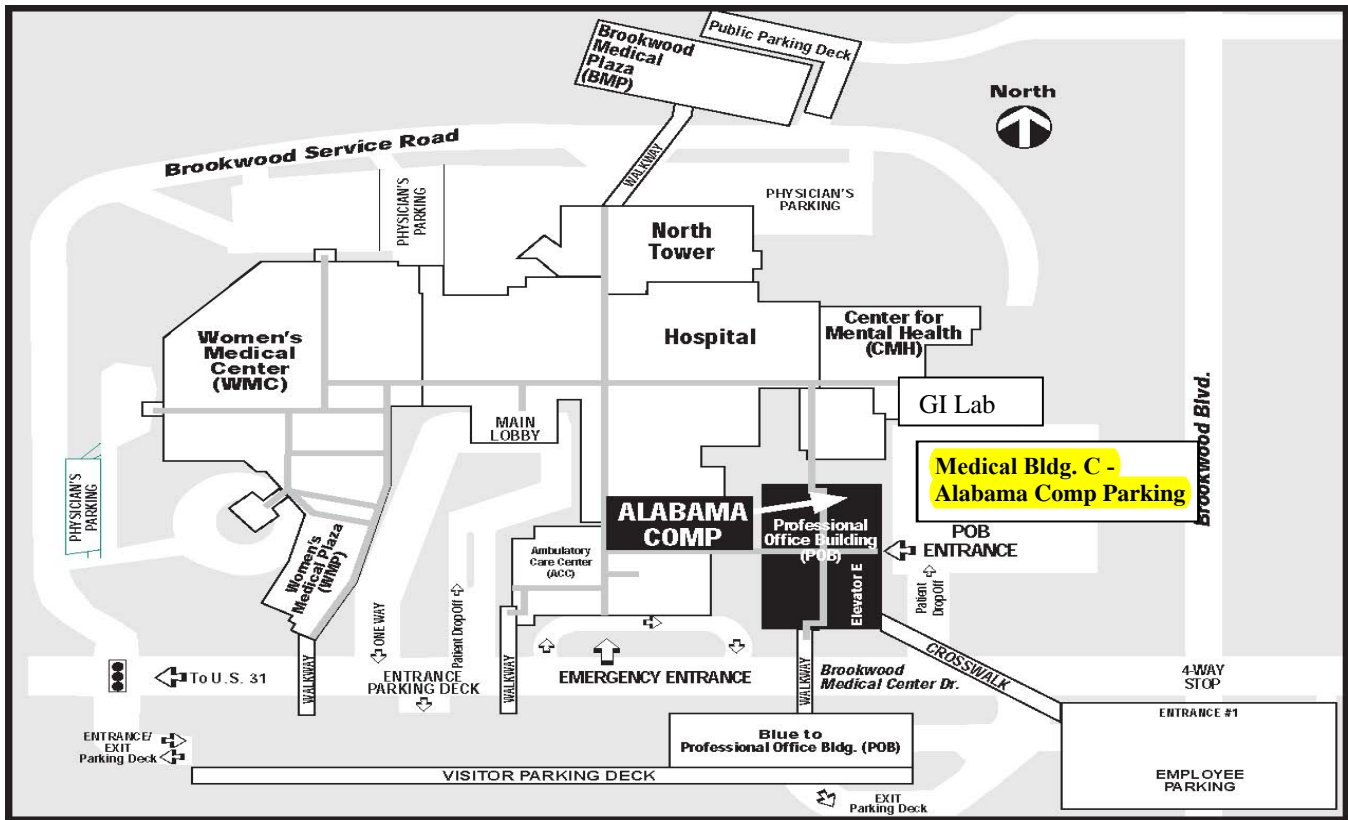 Brookwood
Medical
Plaza
(BMP)
Public Parking Deck
North
Brookwood Service Road
WALKWAY
PHYSICIAN'S
PARKING
PHYSICIAN'S
PARKING
North
Tower
Women's
Medical
Center
(WMC)
Hospital
Center for
Mental Health
(CMH)
GI Lab
MAIN
LOBBY
Brookwood Blvd.
Medical Bldg. C -
Alabama Comp Parking
PHYSICIAN'S
PARKING
ALABAMA
COMP
Professional
Office Building
(POB)
Elevator E
POB
ENTRANCE
Ambulatory
Care Center
(ACC)
Women's
Medical Plaza
(WMP)
Patient
Drop Off
ONE WAY
Patient Drop Off
To U.S. 31
WALKWAY
ENTRANCE
PARKING DECK
WALKWAY
EMERGENCY ENTRANCE
WALKWAY
Brookwood
Medical Center Dr.
CROSSWALK
4-WAY
STOP
ENTRANCE #1
ENTRANCE/
EXIT
Parking Deck
Blue to
Professional Office Bldg. (POB)
VISITOR PARKING DECK
EMPLOYEE
PARKING
EXIT
Parking Deck